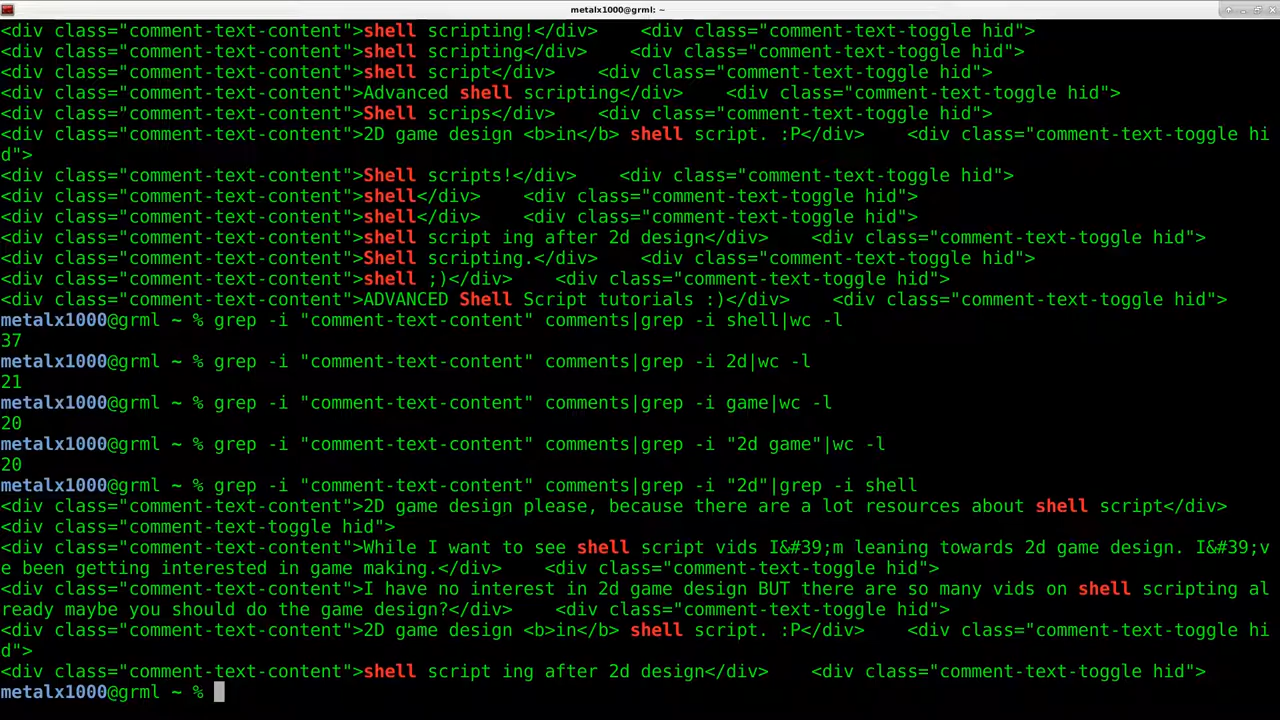 metalx1000@grml: ~
<div class="comment-text-content">shell scripting!</div>    <div class="comment-text-toggle hid">
<div class="comment-text-content">shell scripting</div>    <div class="comment-text-toggle hid">
<div class="comment-text-content">shell script</div>    <div class="comment-text-toggle hid">
<div class="comment-text-content">Advanced shell scripting</div>    <div class="comment-text-toggle hid">
<div class="comment-text-content">Shell scrips</div>    <div class="comment-text-toggle hid">
<div class="comment-text-content">2D game design <b>in</b> shell script. :P</div>    <div class="comment-text-toggle hi
d">
<div class="comment-text-content">Shell scripts!</div>    <div class="comment-text-toggle hid">
<div class="comment-text-content">shell</div>    <div class="comment-text-toggle hid">
<div class="comment-text-content">shell</div>    <div class="comment-text-toggle hid">
<div class="comment-text-content">shell script ing after 2d design</div>    <div class="comment-text-toggle hid">
<div class="comment-text-content">Shell scripting.</div>    <div class="comment-text-toggle hid">
<div class="comment-text-content">shell ;)</div>    <div class="comment-text-toggle hid">
<div class="comment-text-content">ADVANCED Shell Script tutorials :)</div>    <div class="comment-text-toggle hid">
metalx1000@grml ~ % grep -i "comment-text-content" comments|grep -i shell|wc -l
37
metalx1000@grml ~ % grep -i "comment-text-content" comments|grep -i 2d|wc -l
21
metalx1000@grml ~ % grep -i "comment-text-content" comments|grep -i game|wc -l
20
metalx1000@grml ~ % grep -i "comment-text-content" comments|grep -i "2d game"|wc -l
20
metalx1000@grml ~ % grep -i "comment-text-content" comments|grep -i "2d"|grep -i shell
<div class="comment-text-content">2D game design please, because there are a lot resources about shell script</div>
<div class="comment-text-toggle hid">
<div class="comment-text-content">While I want to see shell script vids I&#39;m leaning towards 2d game design. I&#39;v
e been getting interested in game making.</div>    <div class="comment-text-toggle hid">
<div class="comment-text-content">I have no interest in 2d game design BUT there are so many vids on shell scripting al
ready maybe you should do the game design?</div>    <div class="comment-text-toggle hid">
<div class="comment-text-content">2D game design <b>in</b> shell script. :P</div>    <div class="comment-text-toggle hi
d">
<div class="comment-text-content">shell script ing after 2d design</div>    <div class="comment-text-toggle hid">
metalx1000@grml ~ %